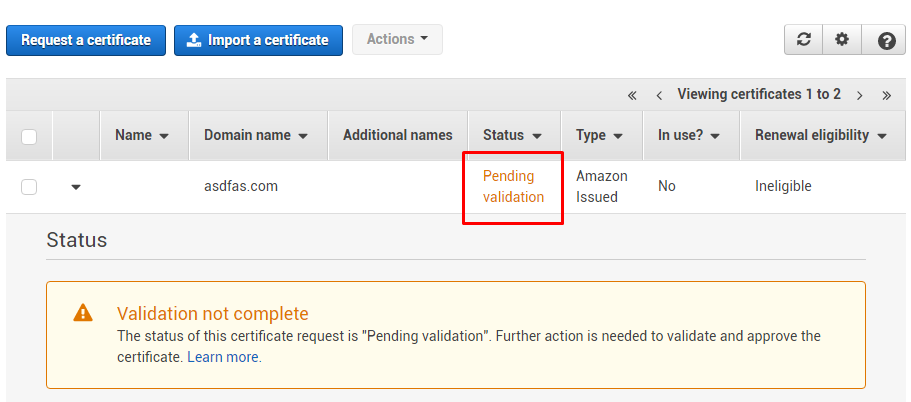 Request a certificate Import a certificate Actions
« ‹ Viewing certificates 1 to 2 › »
Name Domain name Additional names Status Type In use? Renewal eligibility
asdfas.com Pending validation Amazon Issued No Ineligible
Status
Validation not complete
The status of this certificate request is "Pending validation". Further action is needed to validate and approve the
certificate. Learn more.